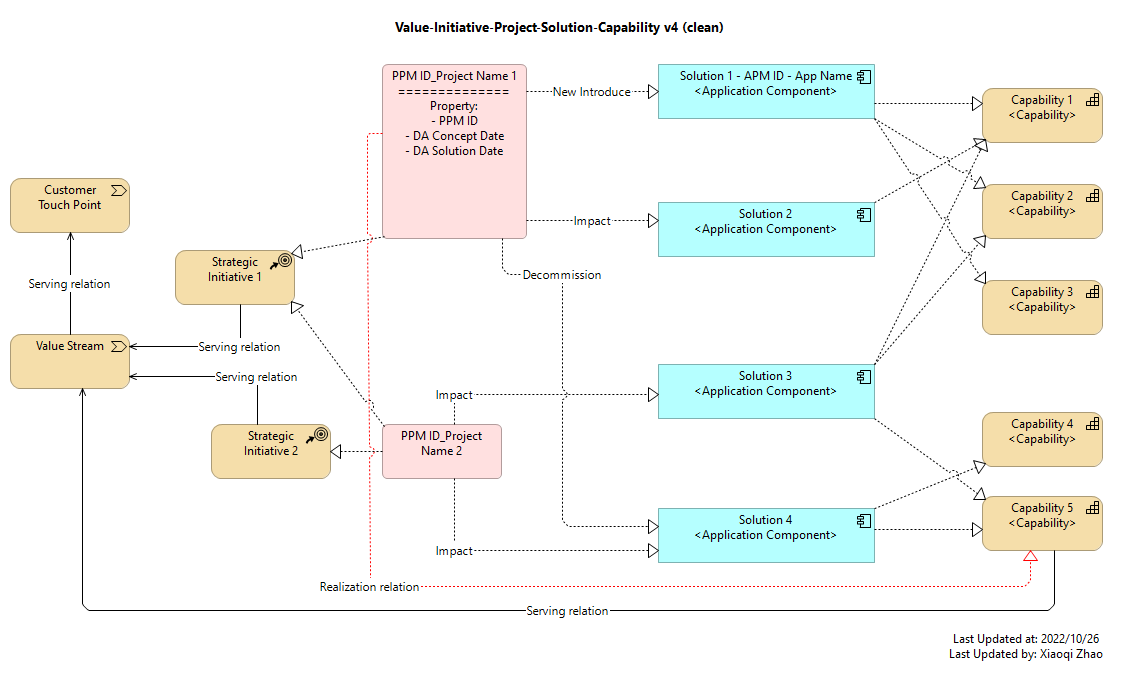 Value-Initiative-Project-Solution-Capability v4 (clean)
PPM ID_Project Name 1
==============
Property:
- PPM ID
- DA Concept Date
- DA Solution Date
New Introduce
Solution 1 - APM ID - App Name
<Application Component>
Capability 1
<Capability>
Customer
Touch Point
Impact
Solution 2
<Application Component>
Capability 2
<Capability>
Serving relation
Strategic
Initiative 1
Decommission
Capability 3
<Capability>
Value Stream
Serving relation
Serving relation
Solution 3
<Application Component>
Impact
Strategic
Initiative 2
PPM ID_Project
Name 2
Capability 4
<Capability>
Impact
Solution 4
<Application Component>
Capability 5
<Capability>
Realization relation
Serving relation
Last Updated at: 2022/10/26
Last Updated by: Xiaoqi Zhao